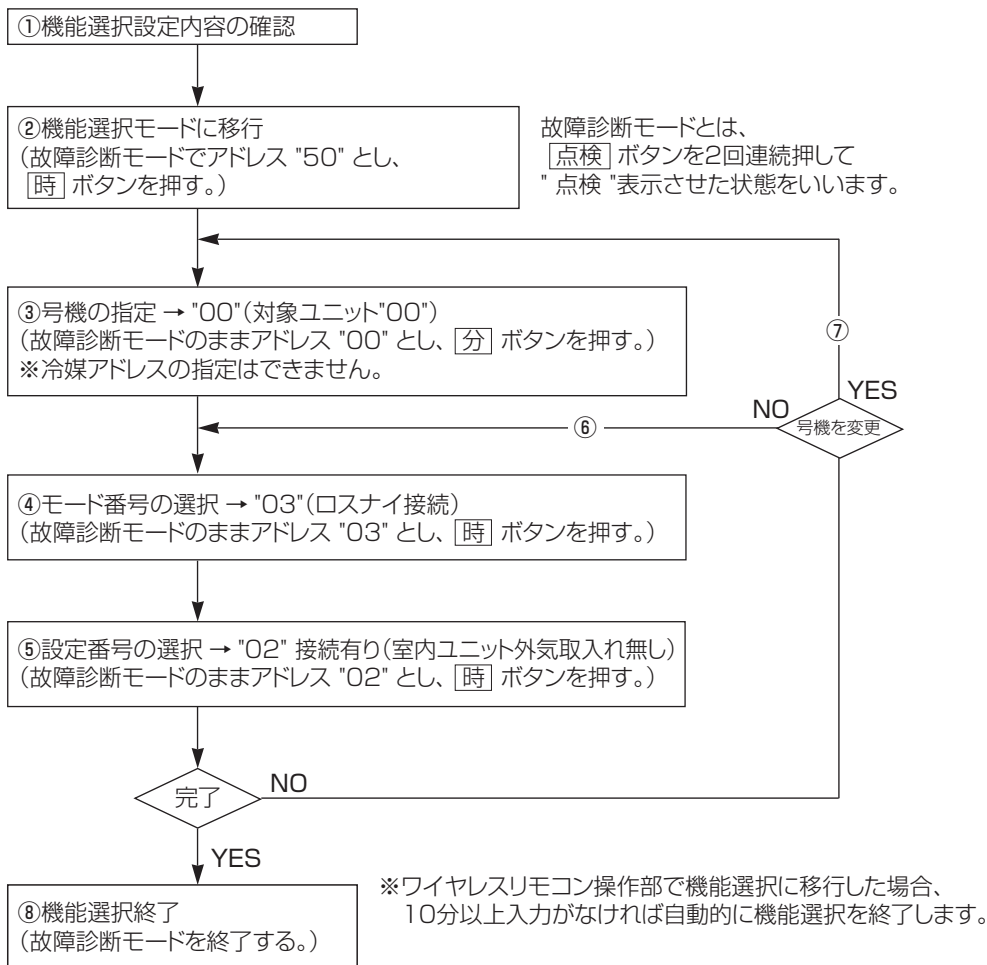 ①機能選択設定内容の確認
②機能選択モードに移行
（故障診断モードでアドレス "50" とし、
時 ボタンを押す。）
故障診断モードとは、
点検 ボタンを2回連続押して
" 点検 "表示させた状態をいいます。
③号機の指定 → "00"（対象ユニット"00"）
（故障診断モードのままアドレス "00" とし、 分 ボタンを押す。）
※冷媒アドレスの指定はできません。
⑦
YES
NO
号機を変更
⑥
④モード番号の選択 → "03"（ロスナイ接続）
（故障診断モードのままアドレス "03" とし、 時 ボタンを押す。）
⑤設定番号の選択 → "02" 接続有り（室内ユニット外気取入れ無し）
（故障診断モードのままアドレス "02" とし、 時 ボタンを押す。）
完了
NO
YES
⑧機能選択終了
（故障診断モードを終了する。）
※ワイヤレスリモコン操作部で機能選択に移行した場合、
10分以上入力がなければ自動的に機能選択を終了します。